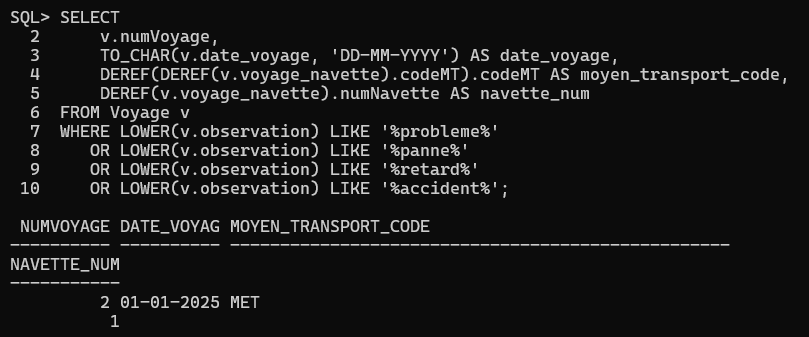 SQL> SELECT
  2      v.numVoyage,
  3      TO_CHAR(v.date_voyage, 'DD-MM-YYYY') AS date_voyage,
  4      DEREF(DEREF(v.voyage_navette).codeMT).codeMT AS moyen_transport_code,
  5      DEREF(v.voyage_navette).numNavette AS navette_num
  6  FROM Voyage v
  7  WHERE LOWER(v.observation) LIKE '%probleme%'
  8     OR LOWER(v.observation) LIKE '%panne%'
  9     OR LOWER(v.observation) LIKE '%retard%'
 10     OR LOWER(v.observation) LIKE '%accident%';

 NUMVOYAGE DATE_VOYAG MOYEN_TRANSPORT_CODE
---------- ---------- --------------------------------------------------
NAVETTE_NUM
-----------
         2 01-01-2025 MET
          1